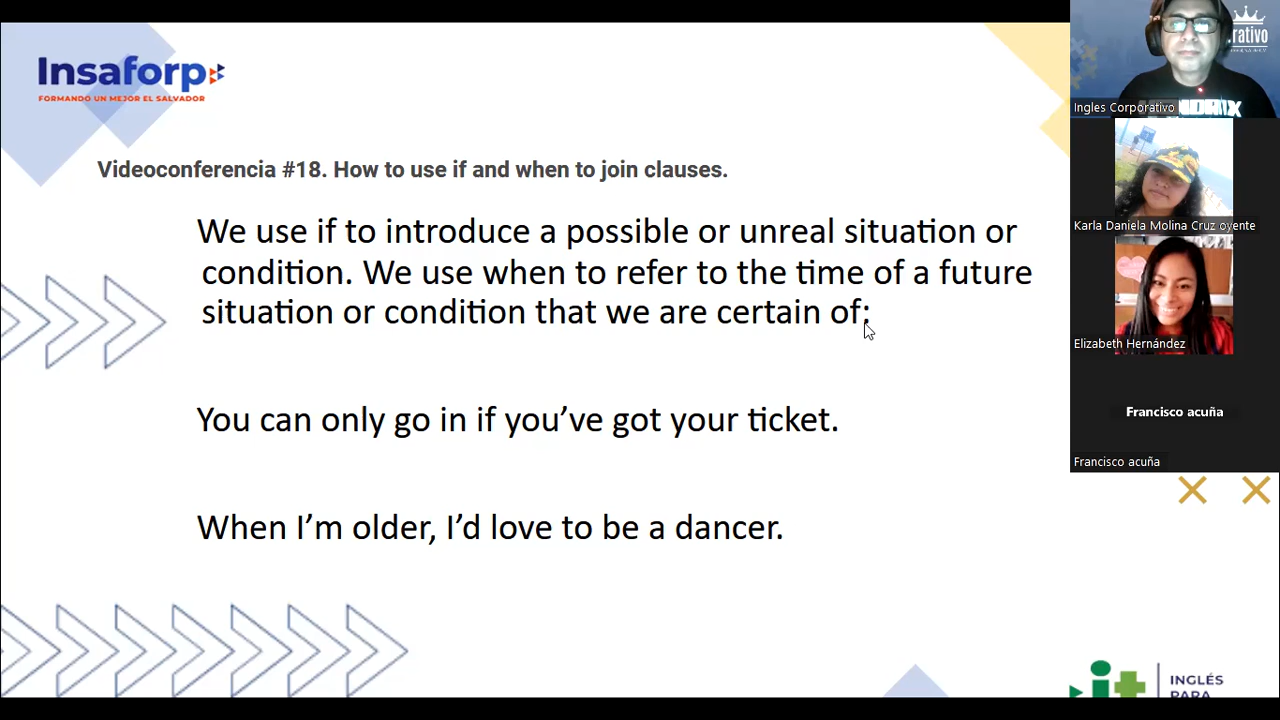 Insaforp
FORMANDO UN MEJOR EL SALVADOR
Videoconferencia #18. How to use if and when to join clauses.
We use if to introduce a possible or unreal situation or
condition. We use when to refer to the time of a future
situation or condition that we are certain of:
You can only go in if you’ve got your ticket.
When I’m older, I’d love to be a dancer.
rativo
Ingles Corporativo
Karla Daniela Molina Cruz oyente
Elizabeth Hernández
Francisco acuña
Francisco acuña
it
INGLÉS
PARA